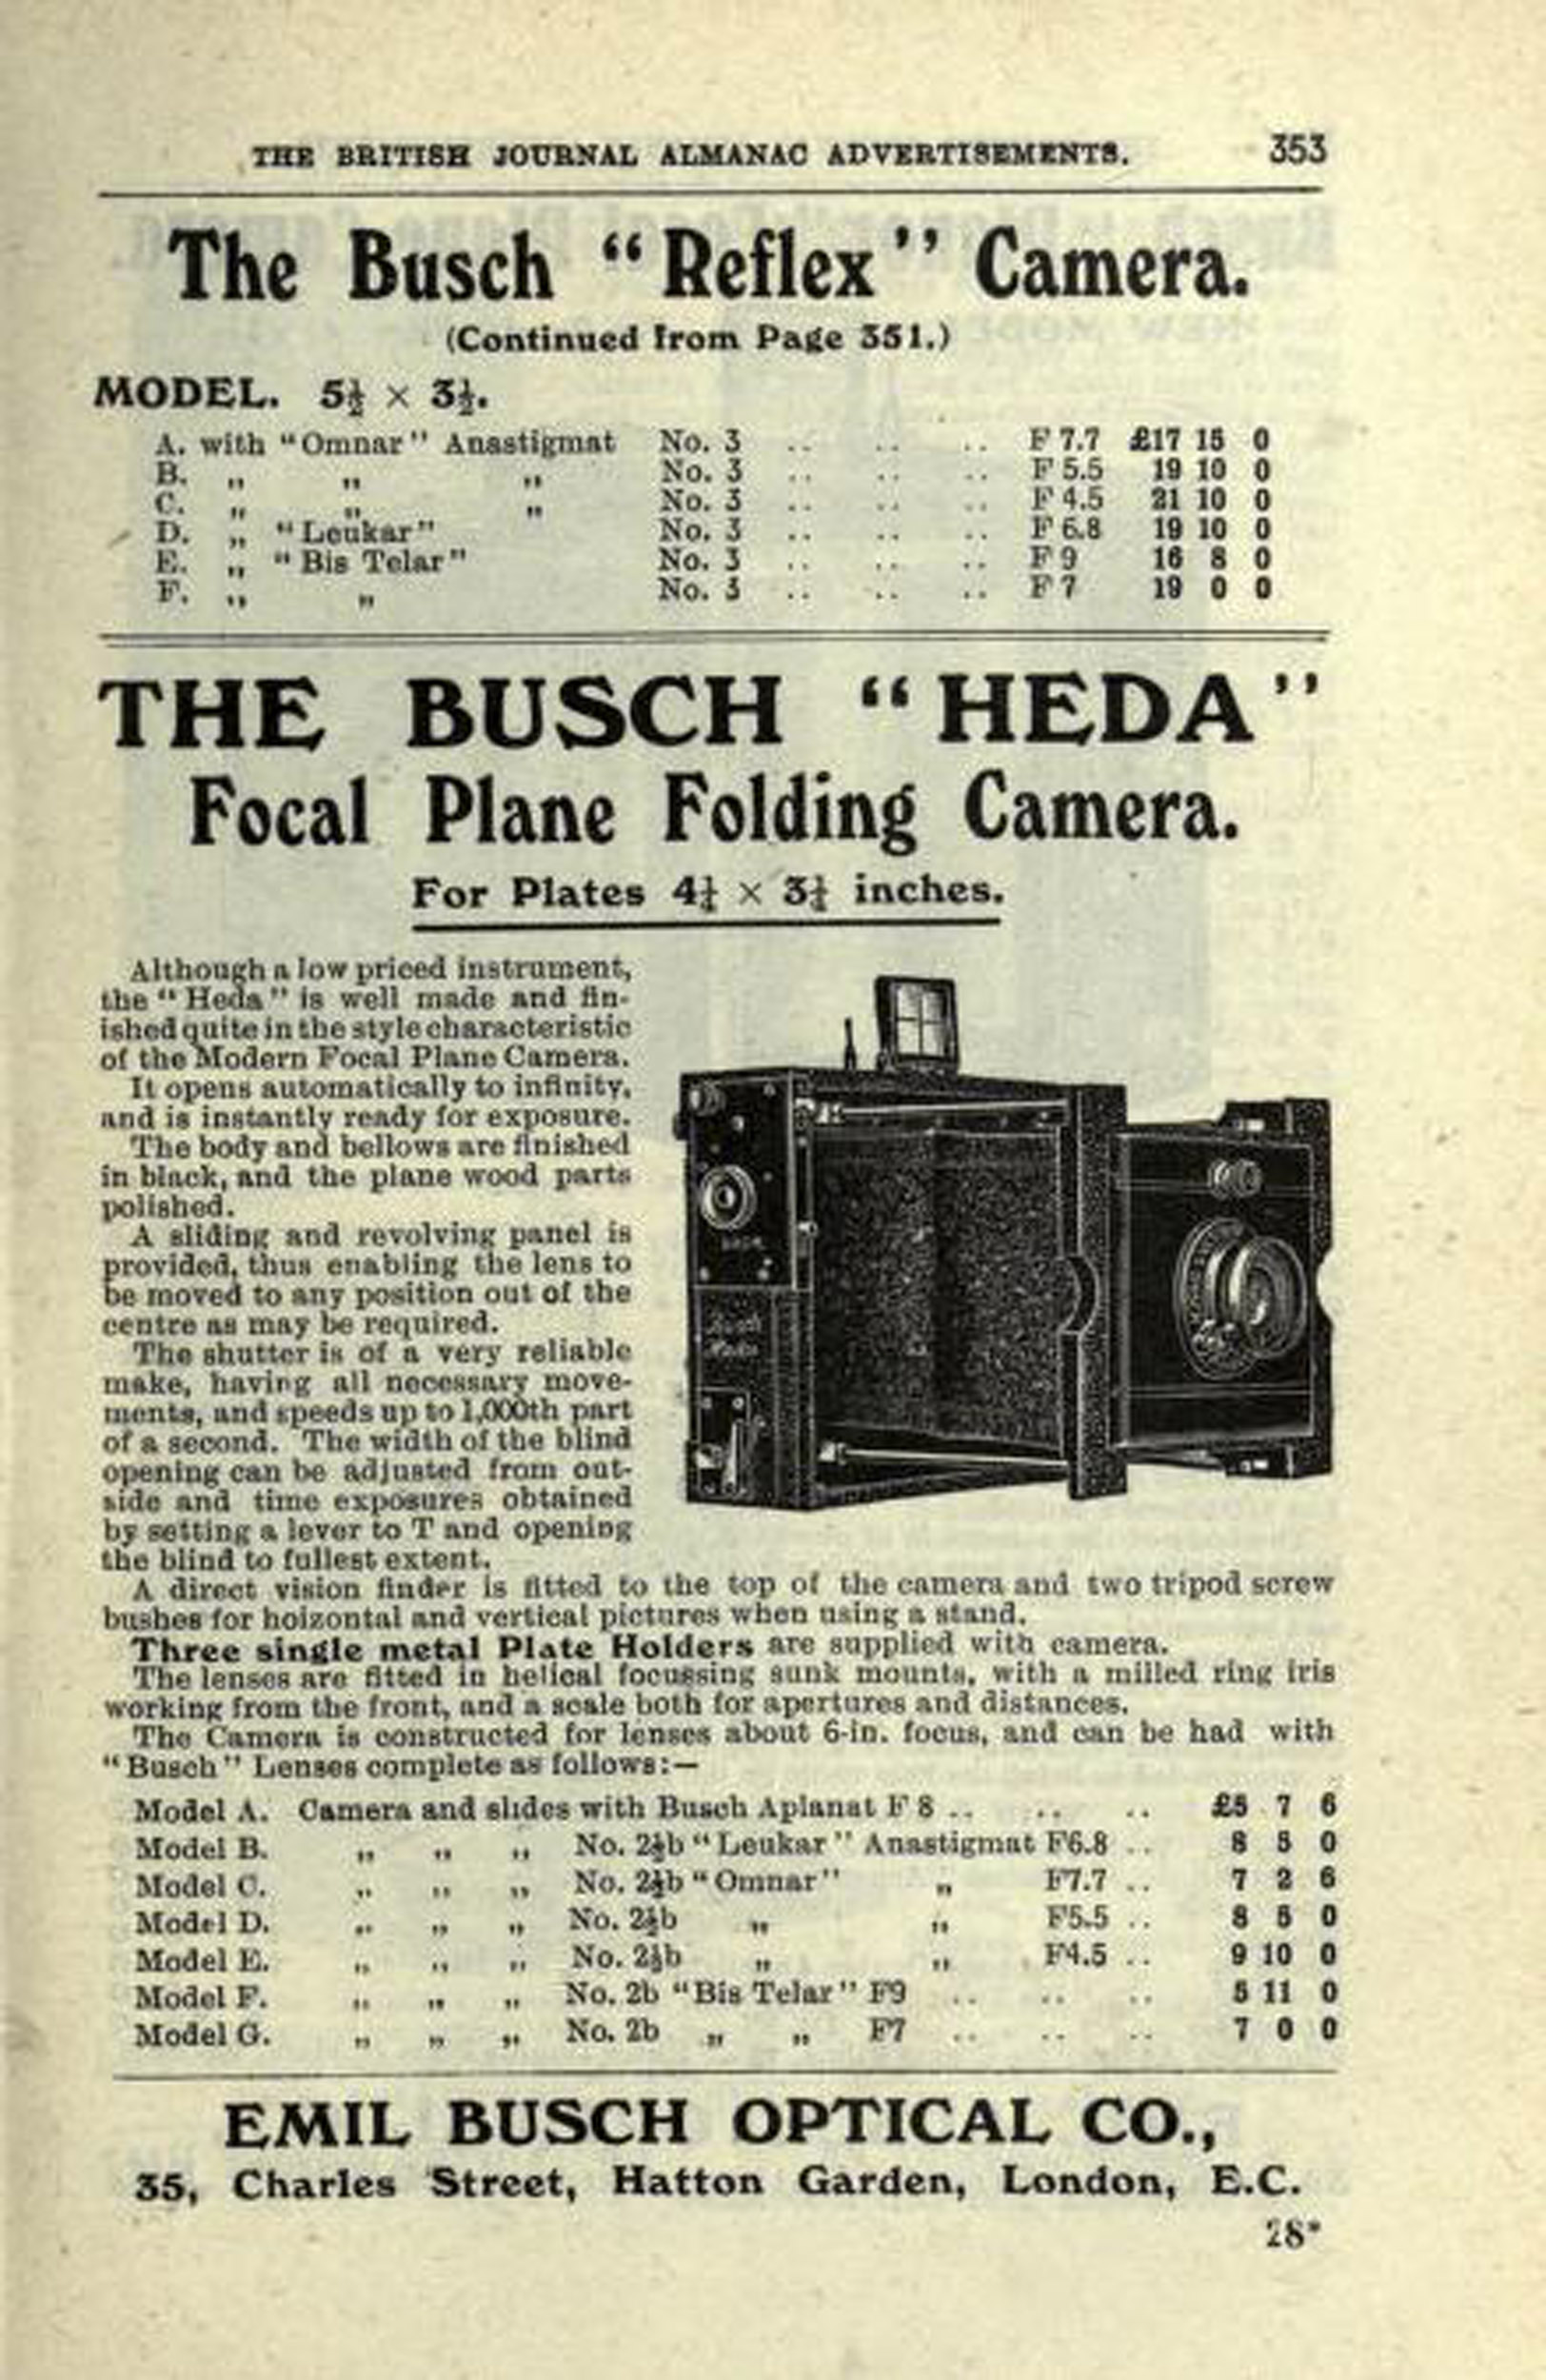 THE BRITISH JOURNAL ALMANAC ADVERTISEMENTS. 353
The Busch "Reflex" Camera.
(Continued from Page 351.)
MODEL. 5½ × 3½.
A. with "Omnar" Anastigmat No. 3 .. .. .. F 7.7 £17 15 0
B. „ „ „ No. 3 .. .. .. F 5.5 19 10 0
C. „ „ „ No. 3 .. .. .. F 4.5 21 10 0
D. „ "Leukar" No. 3 .. .. .. F 6.8 19 10 0
E. „ "Bis Telar" No. 3 .. .. .. F 9 16 8 0
F. „ „ No. 3 .. .. .. F 7 19 0 0
THE BUSCH "HEDA"
Focal Plane Folding Camera.
For Plates 4¼ × 3¼ inches.
Although a low priced instrument,
the "Heda" is well made and fin-
ished quite in the style characteristic
of the Modern Focal Plane Camera.
It opens automatically to infinity,
and is instantly ready for exposure.
The body and bellows are finished
in black, and the plane wood parts
polished.
A sliding and revolving panel is
provided, thus enabling the lens to
be moved to any position out of the
centre as may be required.
The shutter is of a very reliable
make, having all necessary move-
ments, and speeds up to 1,000th part
of a second. The width of the blind
opening can be adjusted from out-
side and time exposures obtained
by setting a lever to T and opening
the blind to fullest extent.
A direct vision finder is fitted to the top of the camera and two tripod screw
bushes for hoizontal and vertical pictures when using a stand.
Three single metal Plate Holders are supplied with camera.
The lenses are fitted in helical focussing sunk mounts, with a milled ring iris
working from the front, and a scale both for apertures and distances.
The Camera is constructed for lenses about 6-in. focus, and can be had with
"Busch" Lenses complete as follows:—
Model A. Camera and slides with Busch Aplanat F 8 .. .. .. £5 7 6
Model B. „ „ „ No. 2½b "Leukar" Anastigmat F6.8 .. 8 5 0
Model C. „ „ „ No. 2½b "Omnar" „ F7.7 .. 7 2 6
Model D. „ „ „ No. 2½b „ „ F5.5 .. 8 5 0
Model E. „ „ „ No. 2½b „ „ F4.5 .. 9 10 0
Model F. „ „ „ No. 2b "Bis Telar" F9 .. .. .. 5 11 0
Model G. „ „ „ No. 2b „ „ F7 .. .. .. 7 0 0
EMIL BUSCH OPTICAL CO.,
35, Charles Street, Hatton Garden, London, E.C.
28*